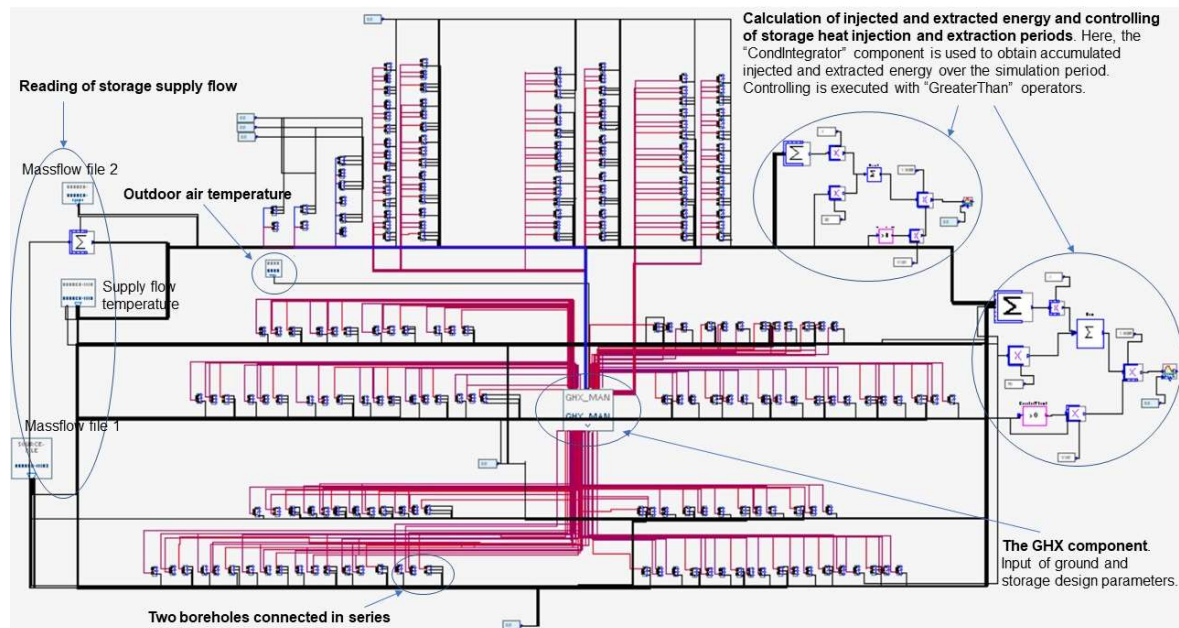 Calculation of injected and extracted energy and controlling
of storage heat injection and extraction periods. Here, the
“CondIntegrator” component is used to obtain accumulated
injected and extracted energy over the simulation period.
Controlling is executed with “GreaterThan” operators.
Reading of storage supply flow
Massflow file 2
Outdoor air temperature
Supply flow
temperature
GHX_MAN
GHX_MAN
Massflow file 1
SOURCE-
FILE
The GHX component.
Input of ground and
storage design parameters.
Two boreholes connected in series